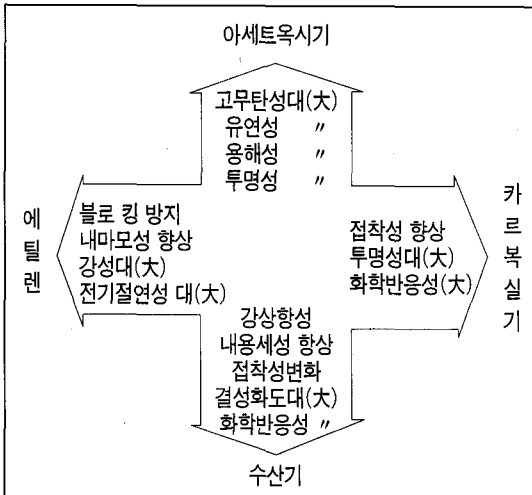 아세트옥시기
고무탄성대(大)
유연성 〃
용해성 〃
투명성 〃
에틸렌
블로 킹 방지
내마모성 향상
강성대(大)
전기절연성 대(大)
접착성 향상
투명성대(大)
화학반응성(大)
카르복실기
강상항성
내용세성 항상
접착성변화
결성화도대(大)
화학반응성 〃
수산기